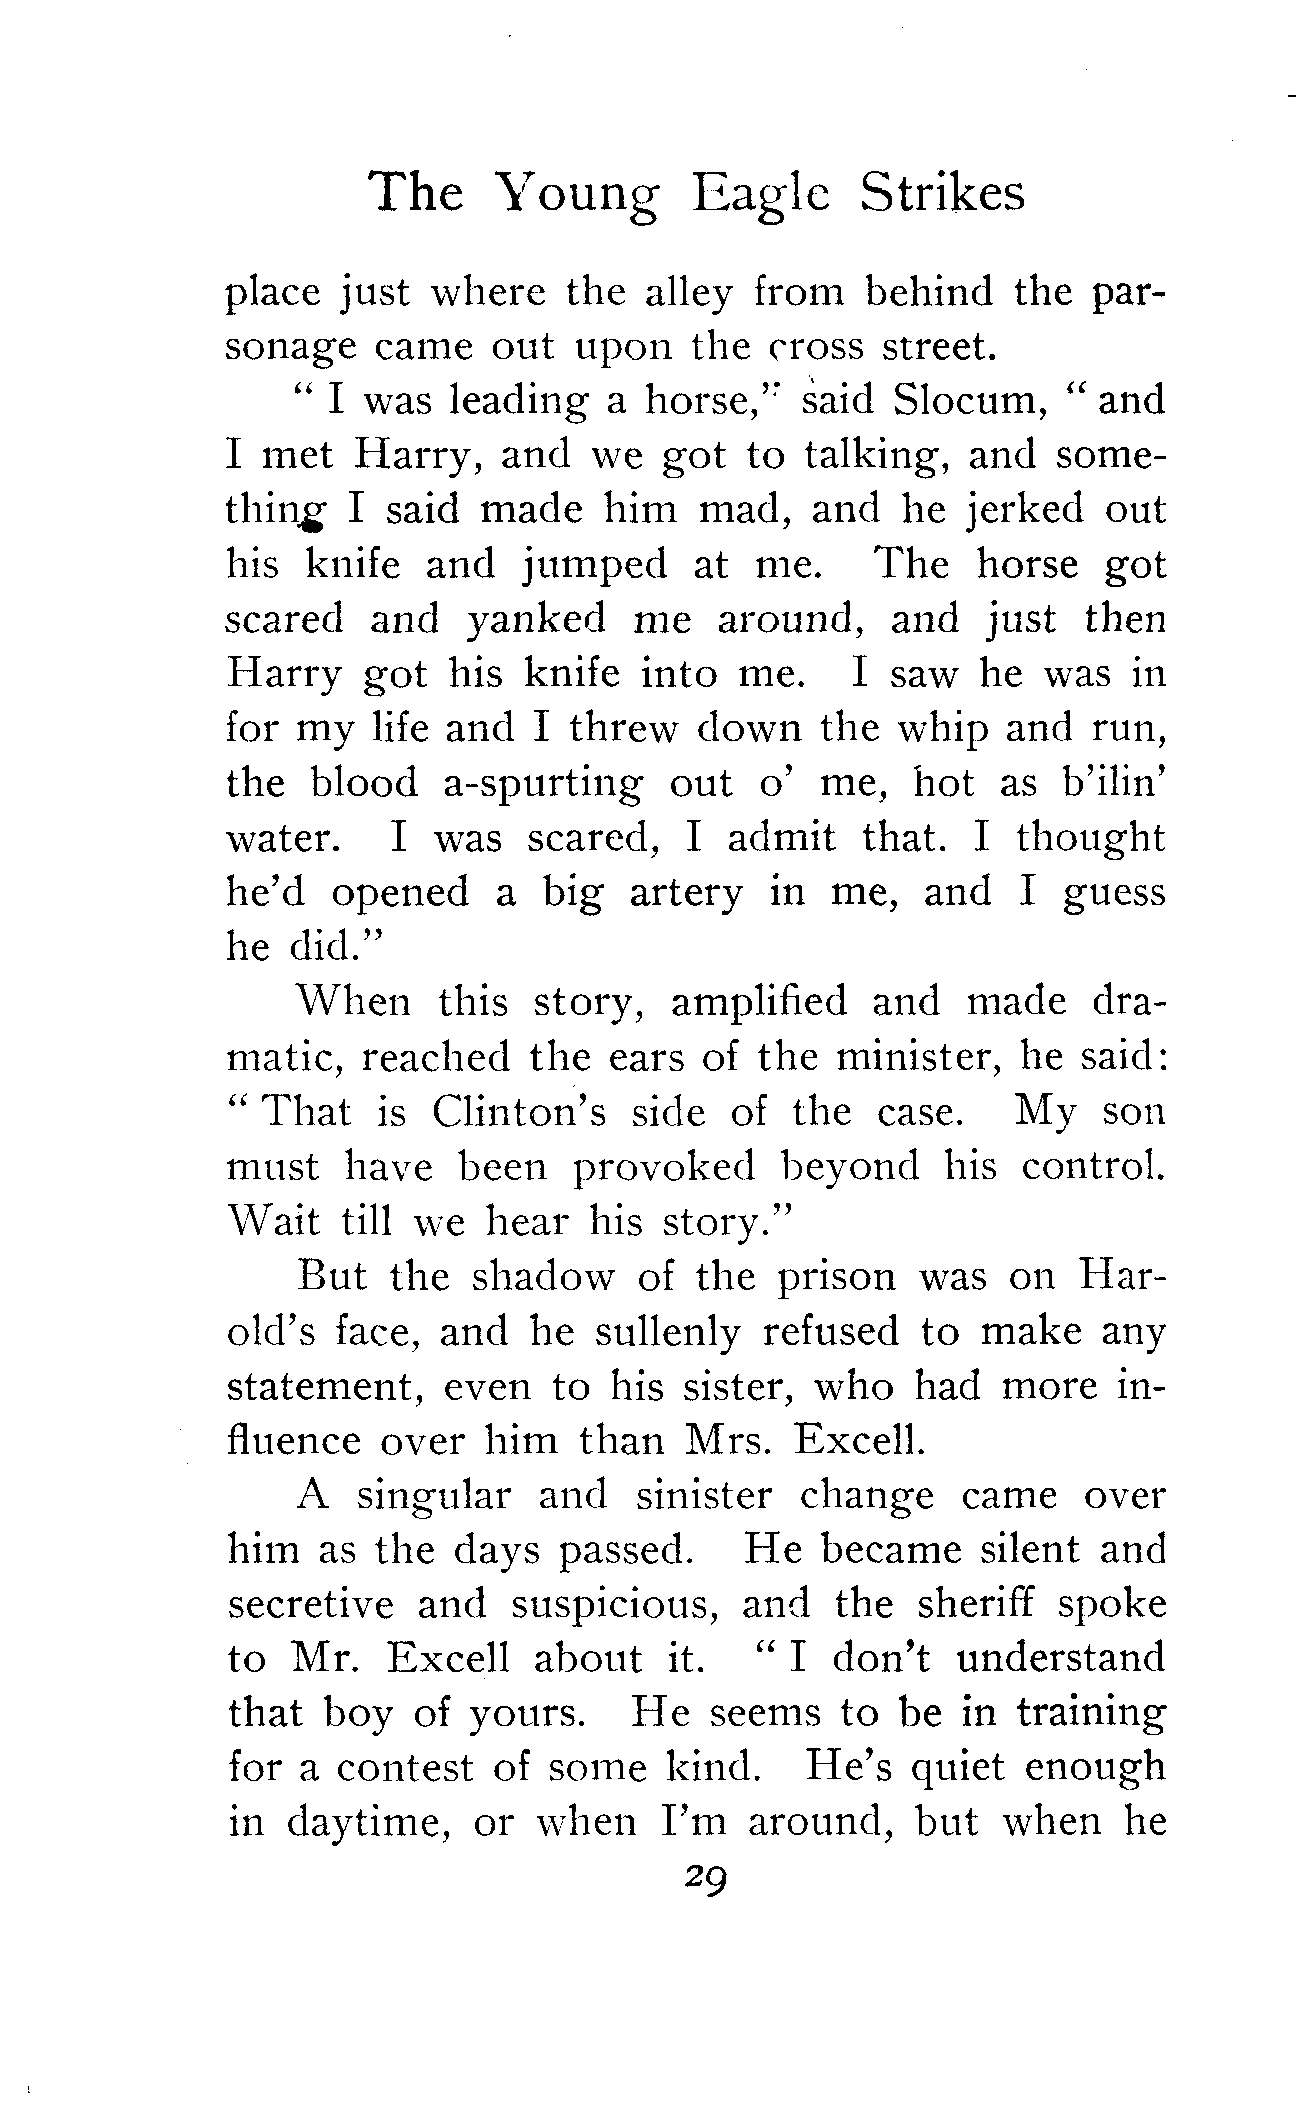 The Young Eagle Strikes
place just where the alley from behind the par-
sonage came out upon the cross street.
" I was leading a horse," said Slocum, " and
I met Harry, and we got to talking, and some-
thing I said made him mad, and he jerked out
his knife and jumped at me. The horse got
scared and yanked me around, and just then
Harry got his knife into me. I saw he was in
for my life and I threw down the whip and run,
the blood a-spurting out o' me, hot as b'ilin'
water. I was scared, I admit that. I thought
he'd opened a big artery in me, and I guess
he did."
When this story, amplified and made dra-
matic, reached the ears of the minister, he said:
" That is Clinton's side of the case. My son
must have been provoked beyond his control.
Wait till we hear his story."
But the shadow of the prison was on Har-
old's face, and he sullenly refused to make any
statement, even to his sister, who had more in-
fluence over him than Mrs. Excell.
A singular and sinister change came over
him as the days passed. He became silent and
secretive and suspicious, and the sheriff spoke
to Mr. Excell about it. " I don't understand
that boy of yours. He seems to be in training
for a contest of some kind. He's quiet enough
in daytime, or when I'm around, but when he
29